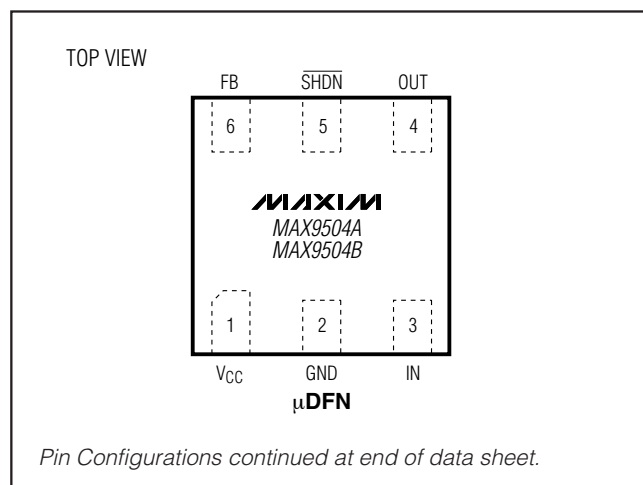 TOP VIEW
FB SHDN OUT
6 5 4
MAXIM
MAX9504A
MAX9504B
1 2 3
VCC GND IN
μDFN
Pin Configurations continued at end of data sheet.